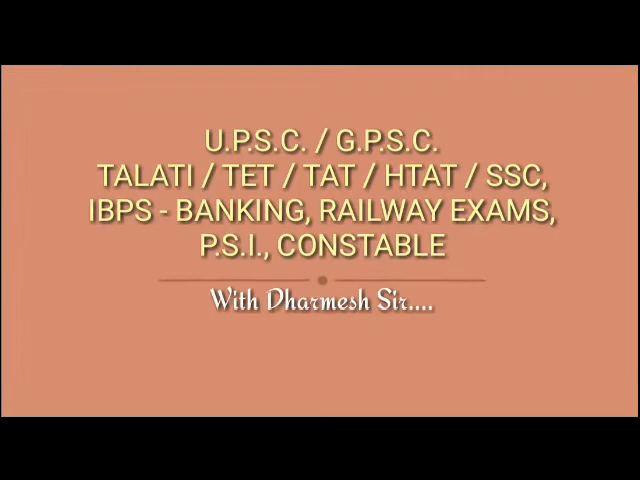 U.P.S.C. / G.P.S.C.
TALATI / TET / TAT / HTAT / SSC,
IBPS - BANKING, RAILWAY EXAMS,
P.S.I., CONSTABLE
With Dharmesh Sir....